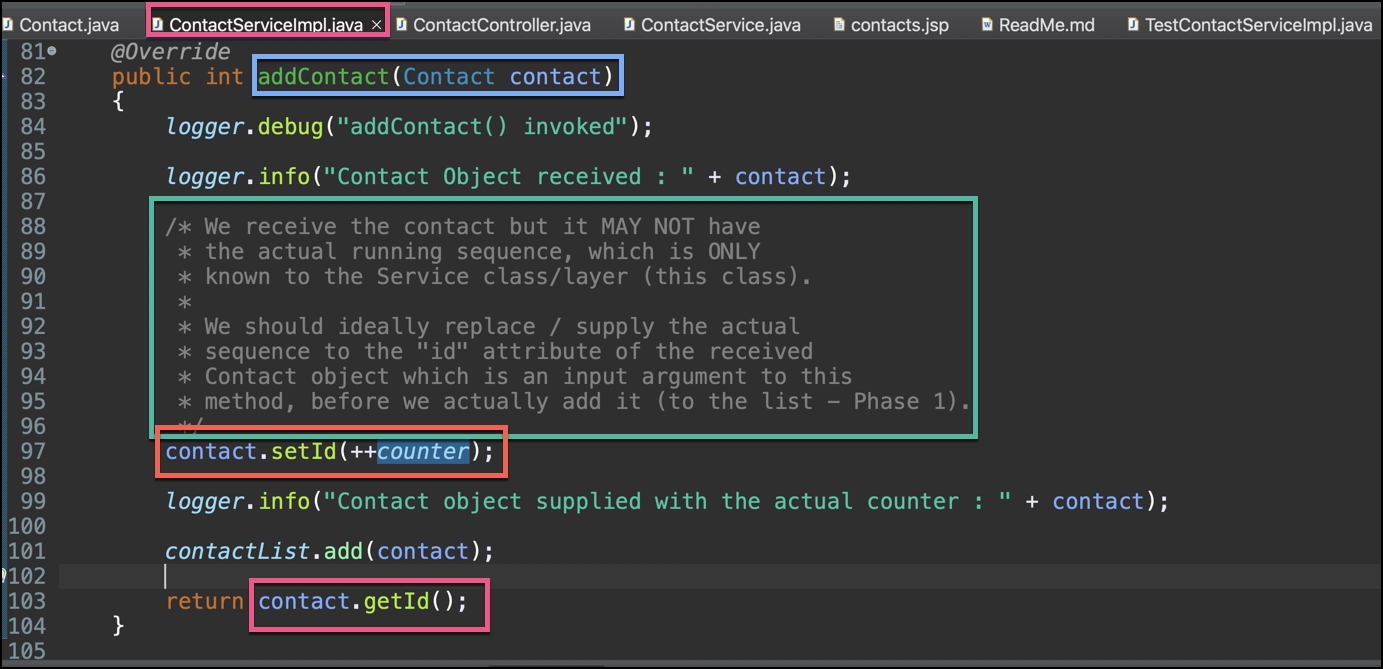 Contact.java ContactServiceImpl.java × ContactController.java ContactService.java contacts.jsp ReadMe.md TestContactServiceImpl.java
81 @Override
82 public int addContact(Contact contact)
83 {
84 logger.debug("addContact() invoked");
85
86 logger.info("Contact Object received : " + contact);
87
88 /* We receive the contact but it MAY NOT have
89 * the actual running sequence, which is ONLY
90 * known to the Service class/layer (this class).
91 *
92 * We should ideally replace / supply the actual
93 * sequence to the "id" attribute of the received
94 * Contact object which is an input argument to this
95 * method, before we actually add it (to the list – Phase 1).
96 */
97 contact.setId(++counter);
98
99 logger.info("Contact object supplied with the actual counter : " + contact);
100
101 contactList.add(contact);
102
103 return contact.getId();
104 }
105